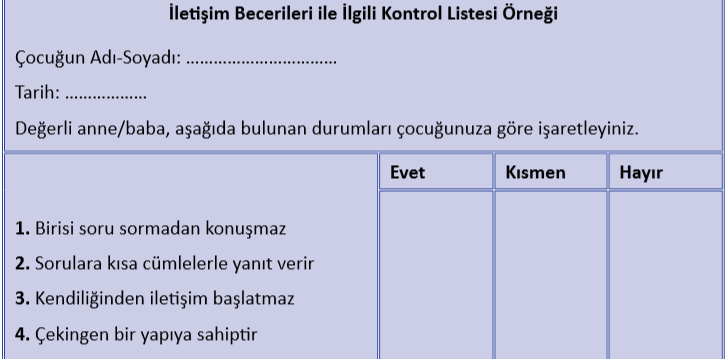 İletişim Becerileri ile İlgili Kontrol Listesi Örneği
Çocuğun Adı-Soyadı: .................................
Tarih: ..................
Değerli anne/baba, aşağıda bulunan durumları çocuğunuza göre işaretleyiniz.
Evet Kısmen Hayır
1. Birisi soru sormadan konuşmaz
2. Sorulara kısa cümlelerle yanıt verir
3. Kendiliğinden iletişim başlatmaz
4. Çekingen bir yapıya sahiptir